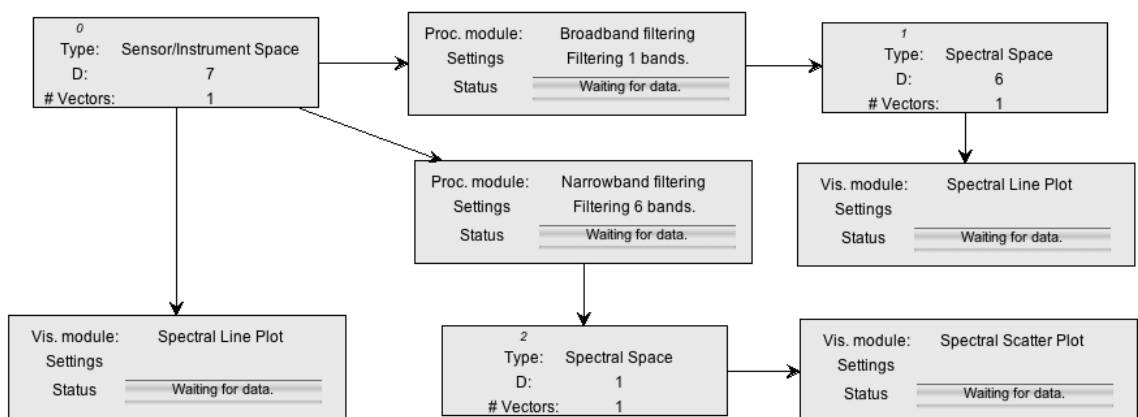 0
Type: Sensor/Instrument Space
D: 7
# Vectors: 1
Proc. module: Broadband filtering
Settings Filtering 1 bands.
Status Waiting for data.
1
Type: Spectral Space
D: 6
# Vectors: 1
Proc. module: Narrowband filtering
Settings Filtering 6 bands.
Status Waiting for data.
Vis. module: Spectral Line Plot
Settings
Status Waiting for data.
Vis. module: Spectral Line Plot
Settings
Status Waiting for data.
2
Type: Spectral Space
D: 1
# Vectors: 1
Vis. module: Spectral Scatter Plot
Settings
Status Waiting for data.